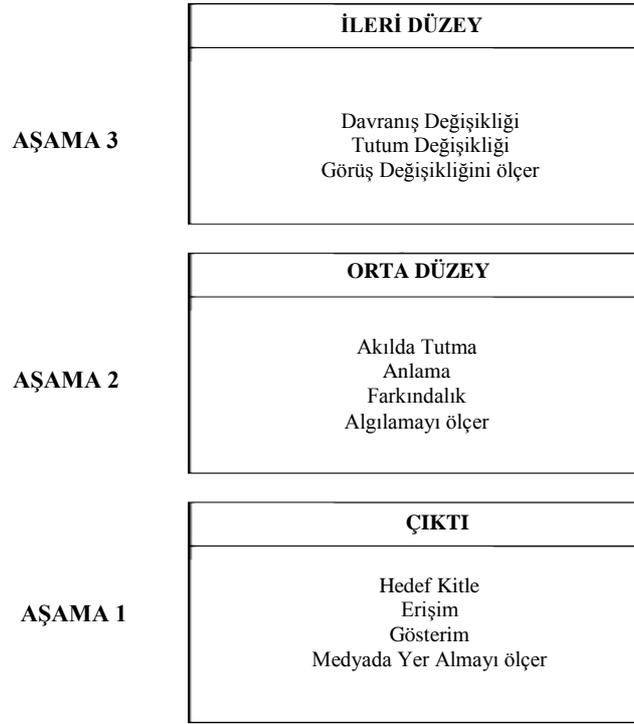 İLERİ DÜZEY
AŞAMA 3
Davranış Değişikliği
Tutum Değişikliği
Görüş Değişikliğini ölçer
ORTA DÜZEY
AŞAMA 2
Akılda Tutma
Anlama
Farkındalık
Algılamayı ölçer
ÇIKTI
AŞAMA 1
Hedef Kitle
Erişim
Gösterim
Medyada Yer Almayı ölçer